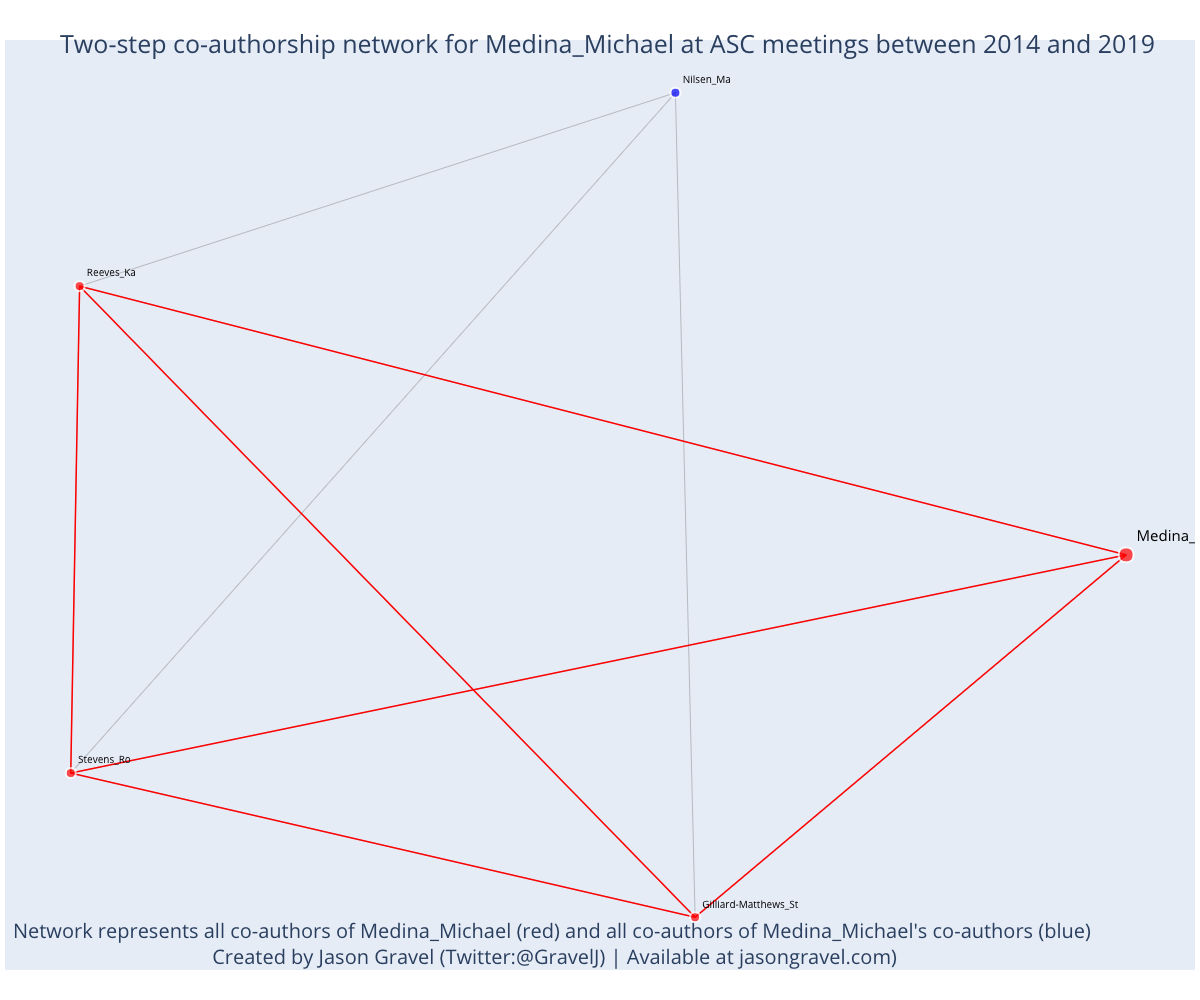 Two-step co-authorship network for Medina_Michael at ASC meetings between 2014 and 2019
Nilsen_Ma
Reeves_Ka
Medina_
Stevens_Ro
Gilliard-Matthews_St
Network represents all co-authors of Medina_Michael (red) and all co-authors of Medina_Michael's co-authors (blue)
Created by Jason Gravel (Twitter:@GravelJ) | Available at jasongravel.com)